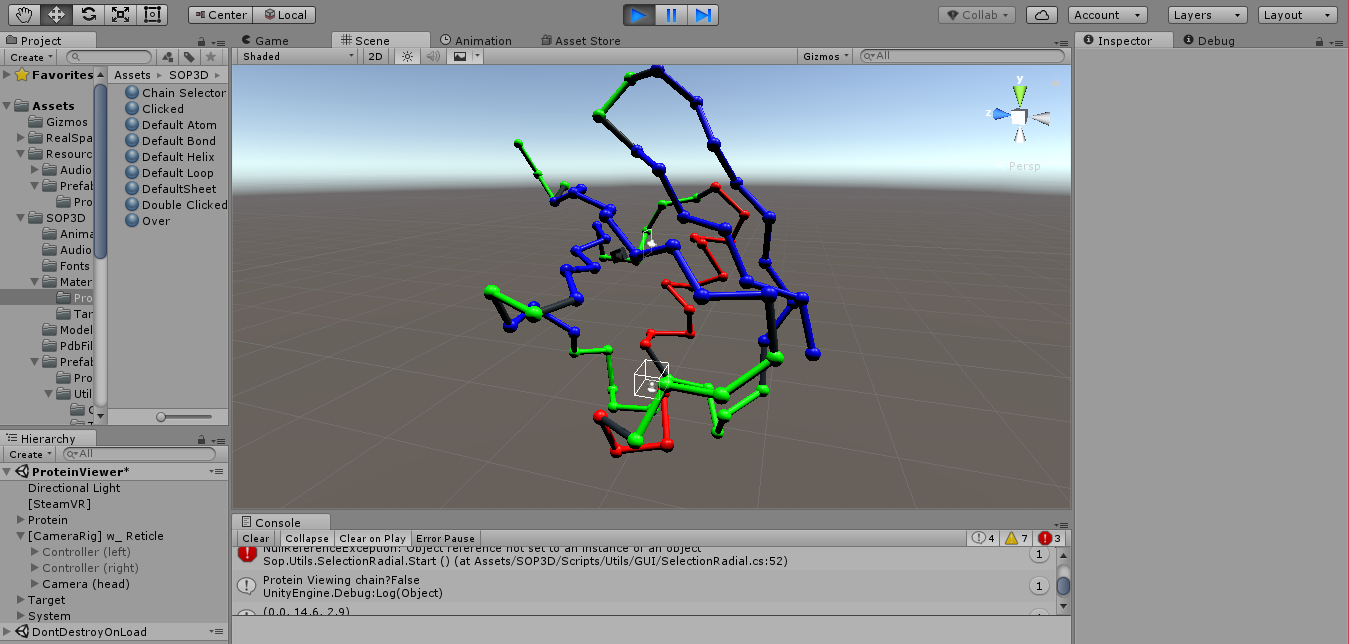 Center Local Collab Account Layers Layout
Project
Create
Favorites
Assets
Gizmos
RealSpa
Resourc
Audio
Prefab
Pro
SOP3D
Anima
Audio
Fonts
Mater
Pro
Tar
Model
PdbFil
Prefab
Pro
Util
Assets SOP3D
Chain Selector
Clicked
Default Atom
Default Bond
Default Helix
Default Loop
DefaultSheet
Double Clicked
Over
Game Scene Animation Asset Store
Shaded 2D Gizmos All
y
z
Persp
Inspector Debug
Hierarchy
Create All
ProteinViewer*
Directional Light
[SteamVR]
Protein
[CameraRig] w_ Reticle
Controller (left)
Controller (right)
Camera (head)
Target
System
DontDestroyOnLoad
Console
Clear Collapse Clear on Play Error Pause 4 7 3
NullReferenceException: Object reference not set to an instance of an object
Sop.Utils.SelectionRadial.Start () (at Assets/SOP3D/Scripts/Utils/GUI/SelectionRadial.cs:52) 1
Protein Viewing chain?False
UnityEngine.Debug:Log(Object) 1
(0.0, 14.6, 2.9)